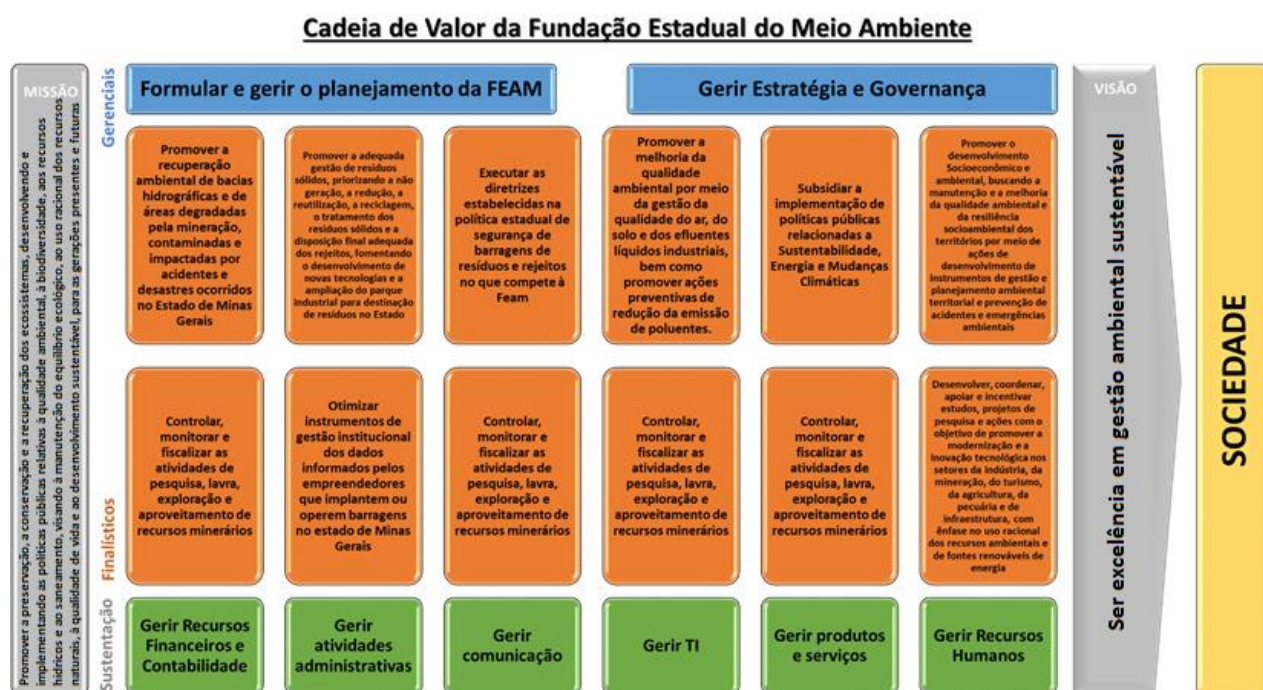 Cadeia de Valor da Fundação Estadual do Meio Ambiente
MISSÃO
Promover a preservação, a conservação e a recuperação dos ecossistemas, desenvolvendo e
implementando as políticas públicas relativas à qualidade ambiental, à biodiversidade, aos recursos
hídricos e ao saneamento, visando à manutenção do equilíbrio ecológico, ao uso racional dos recursos
naturais, à qualidade de vida e ao desenvolvimento sustentável, para as gerações presentes e futuras
Gerenciais
Formular e gerir o planejamento da FEAM
Gerir Estratégia e Governança
Finalísticos
Promover a
recuperação
ambiental de bacias
hidrográficas e de
áreas degradadas
pela mineração,
contaminadas e
impactadas por
acidentes e
desastres ocorridos
no Estado de Minas
Gerais
Promover a adequada
gestão de resíduos
sólidos, priorizando a não
geração, a redução, a
reutilização, a reciclagem,
o tratamento dos
resíduos sólidos e a
disposição final adequada
dos rejeitos, fomentando
o desenvolvimento de
novas tecnologias e a
ampliação do parque
industrial para destinação
de resíduos no Estado
Executar as
diretrizes
estabelecidas na
política estadual de
segurança de
barragens de
resíduos e rejeitos
no que compete à
Feam
Promover a
melhoria da
qualidade
ambiental por meio
da gestão da
qualidade do ar, do
solo e dos efluentes
líquidos industriais,
bem como
promover ações
preventivas de
redução da emissão
de poluentes.
Subsidiar a
implementação de
políticas públicas
relacionadas a
Sustentabilidade,
Energia e Mudanças
Climáticas
Promover o
desenvolvimento
Socioeconômico e
ambiental, buscando a
manutenção e a melhoria
da qualidade ambiental e
da resiliência
socioambiental dos
territórios por meio de
ações de
desenvolvimento de
instrumentos de gestão e
planejamento ambiental
territorial e prevenção de
acidentes e emergências
ambientais
Controlar,
monitorar e
fiscalizar as
atividades de
pesquisa, lavra,
exploração e
aproveitamento de
recursos minerários
Otimizar
instrumentos de
gestão institucional
dos dados
informados pelos
empreendedores
que implantem ou
operem barragens
no estado de Minas
Gerais
Controlar,
monitorar e
fiscalizar as
atividades de
pesquisa, lavra,
exploração e
aproveitamento de
recursos minerários
Controlar,
monitorar e
fiscalizar as
atividades de
pesquisa, lavra,
exploração e
aproveitamento de
recursos minerários
Controlar,
monitorar e
fiscalizar as
atividades de
pesquisa, lavra,
exploração e
aproveitamento de
recursos minerários
Desenvolver, coordenar,
apoiar e incentivar
estudos, projetos de
pesquisa e ações com o
objetivo de promover a
modernização e a
inovação tecnológica nos
setores da indústria, da
mineração, do turismo,
da agricultura, da
pecuária e de
infraestrutura, com
ênfase no uso racional
dos recursos ambientais e
de fontes renováveis de
energia
Sustentação
Gerir Recursos
Financeiros e
Contabilidade
Gerir
atividades
administrativas
Gerir
comunicação
Gerir TI
Gerir produtos
e serviços
Gerir Recursos
Humanos
VISÃO
Ser excelência em gestão ambiental sustentável
SOCIEDADE